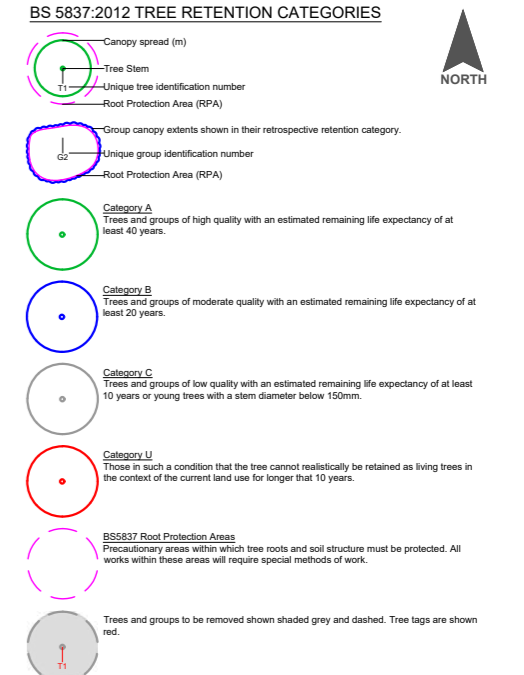 BS 5837:2012 TREE RETENTION CATEGORIES
Canopy spread (m)
Tree Stem
T1
Unique tree identification number
Root Protection Area (RPA)
NORTH
Group canopy extents shown in their retrospective retention category.
G2
Unique group identification number
Root Protection Area (RPA)
Category A
Trees and groups of high quality with an estimated remaining life expectancy of at
least 40 years.
Category B
Trees and groups of moderate quality with an estimated remaining life expectancy of at
least 20 years.
Category C
Trees and groups of low quality with an estimated remaining life expectancy of at least
10 years or young trees with a stem diameter below 150mm.
Category U
Those in such a condition that the tree cannot realistically be retained as living trees in
the context of the current land use for longer that 10 years.
BS5837 Root Protection Areas
Precautionary areas within which tree roots and soil structure must be protected. All
works within these areas will require special methods of work.
Trees and groups to be removed shown shaded grey and dashed. Tree tags are shown
red.
T1